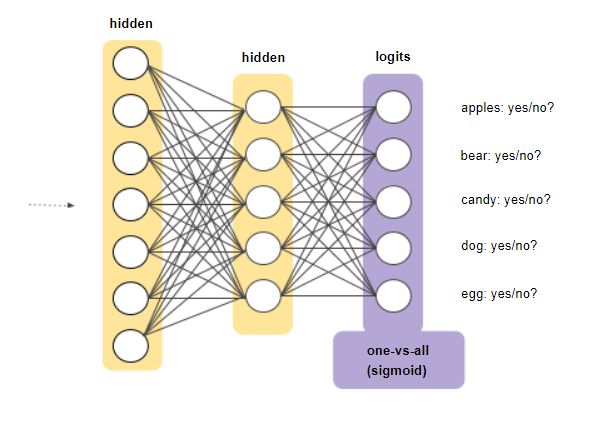 hidden
hidden
logits
apples: yes/no?
bear: yes/no?
candy: yes/no?
dog: yes/no?
egg: yes/no?
one-vs-all
(sigmoid)